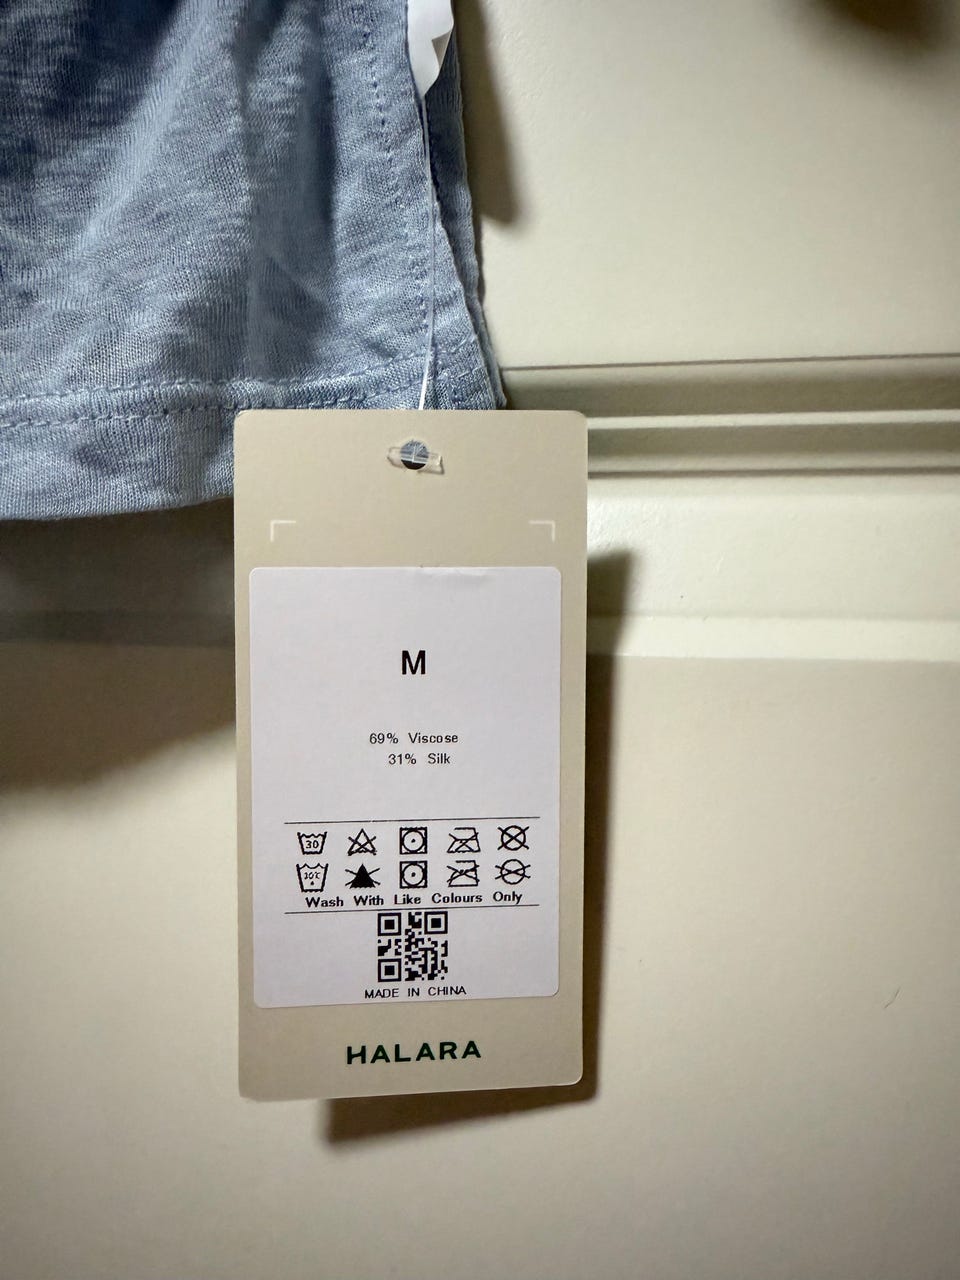 M
69% Viscose
31% Silk
30
30℃
Wash With Like Colours Only
MADE IN CHINA
HALARA